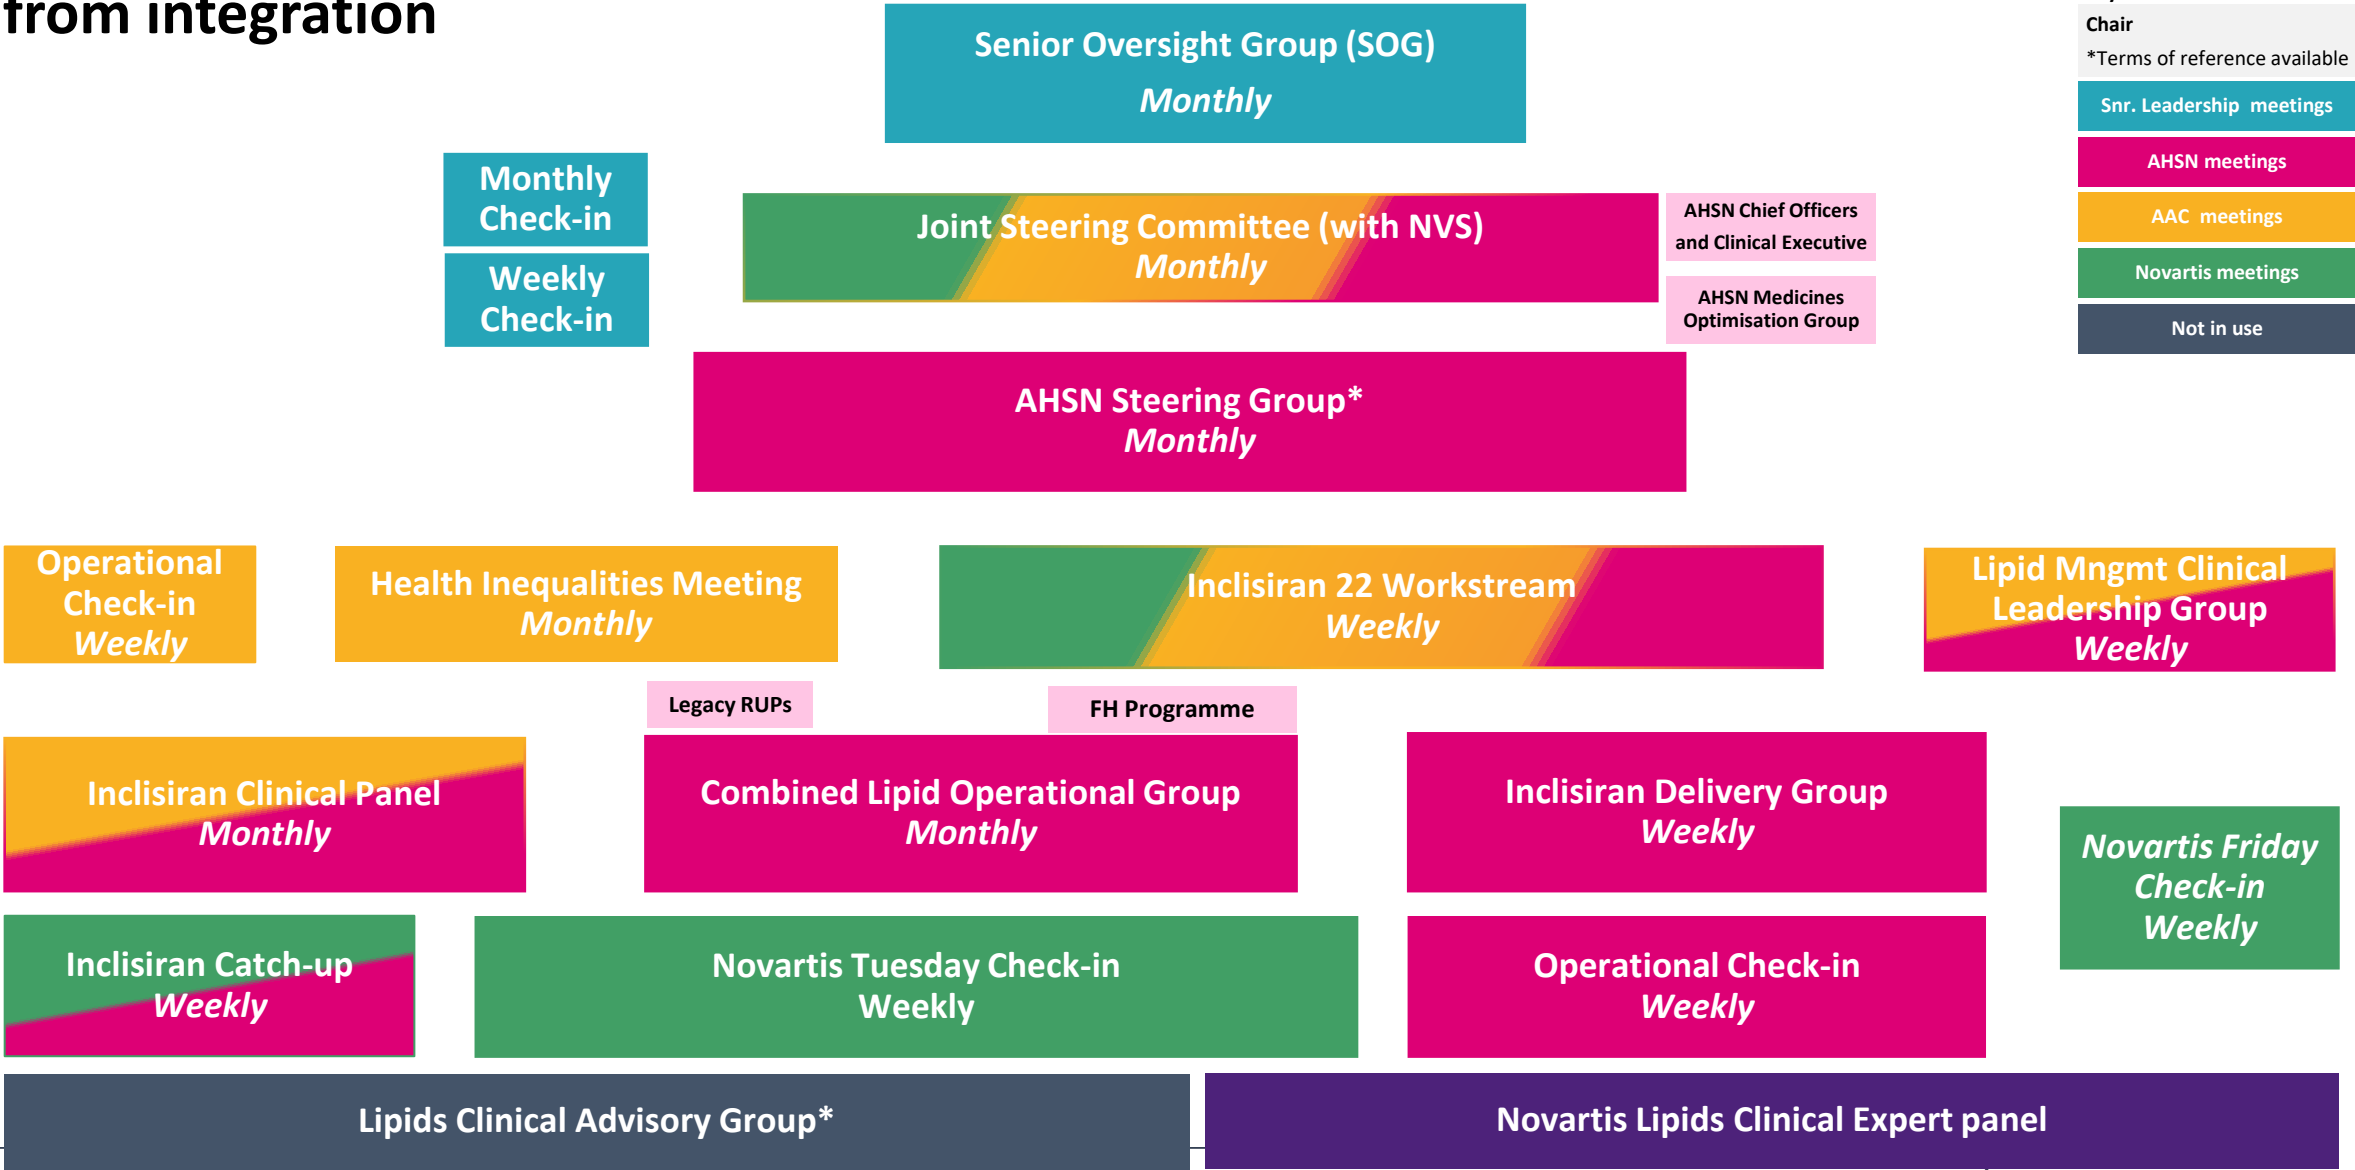 from integration
Senior Oversight Group (SOG)
Monthly
Chair
*Terms of reference available
Snr. Leadership meetings
AHSN meetings
AAC meetings
Novartis meetings
Not in use
Monthly
Check-in
Weekly
Check-in
Joint Steering Committee (with NVS)
Monthly
AHSN Chief Officers
and Clinical Executive
AHSN Medicines
Optimisation Group
AHSN Steering Group*
Monthly
Operational
Check-in
Weekly
Health Inequalities Meeting
Monthly
Inclisiran 22 Workstream
Weekly
Lipid Mngmt Clinical
Leadership Group
Weekly
Legacy RUPs
FH Programme
Inclisiran Clinical Panel
Monthly
Combined Lipid Operational Group
Monthly
Inclisiran Delivery Group
Weekly
Novartis Friday
Check-in
Weekly
Inclisiran Catch-up
Weekly
Novartis Tuesday Check-in
Weekly
Operational Check-in
Weekly
Lipids Clinical Advisory Group*
Novartis Lipids Clinical Expert panel